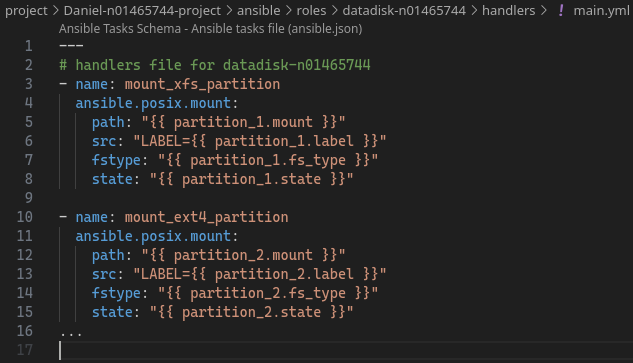 project > Daniel-n01465744-project > ansible > roles > datadisk-n01465744 > handlers > ! main.yml
Ansible Tasks Schema - Ansible tasks file (ansible.json)
1 ---
2 # handlers file for datadisk-n01465744
3 - name: mount_xfs_partition
4   ansible.posix.mount:
5     path: "{{ partition_1.mount }}"
6     src: "LABEL={{ partition_1.label }}"
7     fstype: "{{ partition_1.fs_type }}"
8     state: "{{ partition_1.state }}"
9
10 - name: mount_ext4_partition
11   ansible.posix.mount:
12     path: "{{ partition_2.mount }}"
13     src: "LABEL={{ partition_2.label }}"
14     fstype: "{{ partition_2.fs_type }}"
15     state: "{{ partition_2.state }}"
16 ...
17